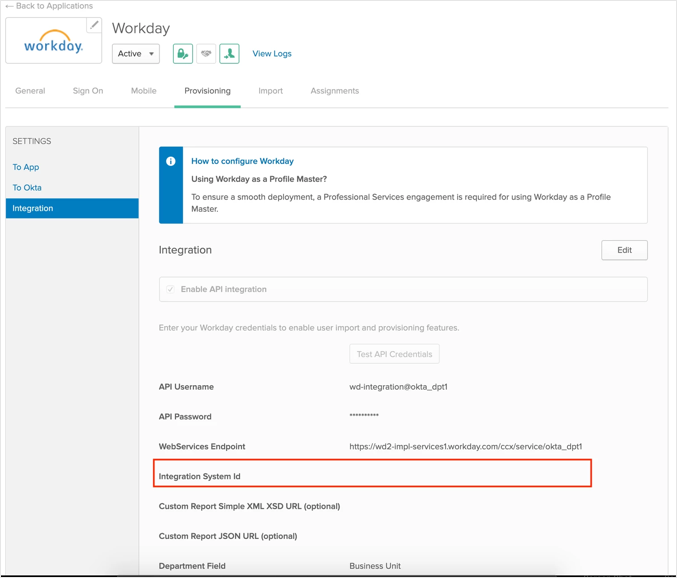 ← Back to Applications
workday.
Workday
Active
View Logs
General
Sign On
Mobile
Provisioning
Import
Assignments
SETTINGS
To App
To Okta
Integration
How to configure Workday
Using Workday as a Profile Master?
To ensure a smooth deployment, a Professional Services engagement is required for using Workday as a Profile
Master.
Integration
Edit
Enable API integration
Enter your Workday credentials to enable user import and provisioning features.
Test API Credentials
API Username wd-integration@okta_dpt1
API Password **********
WebServices Endpoint https://wd2-impl-services1.workday.com/ccx/service/okta_dpt1
Integration System Id
Custom Report Simple XML XSD URL (optional)
Custom Report JSON URL (optional)
Department Field Business Unit